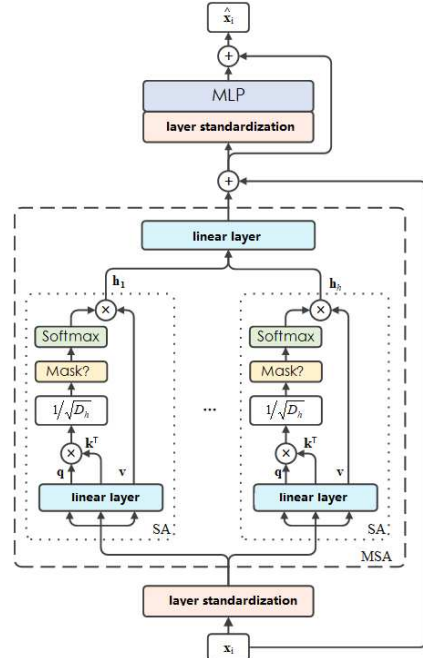 x̂ᵢ
+
MLP
layer standardization
+
linear layer
h₁ hₕ
× ×
Softmax Softmax
Mask? Mask?
1/√Dₕ ... 1/√Dₕ
× kᵀ × kᵀ
q v q v
linear layer linear layer
SA SA
MSA
layer standardization
xᵢ